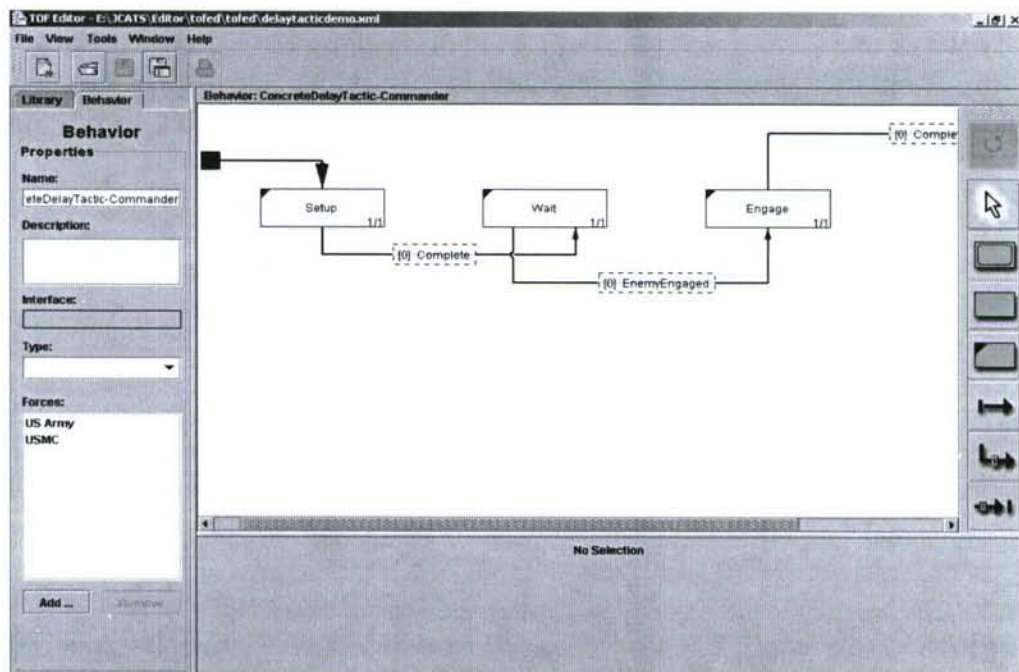 TOF Editor - E:\JCATS\Editor\tofed\tofed\delaytacticdemo.xml
File View Tools Window Help
Library Behavior
Behavior: ConcreteDelayTactic-Commander
Behavior
Properties
Name:
eteDelayTactic-Commander
Description:
Interface:
Type:
Forces:
US Army
USMC
Add ...
Remove
[0] Comple
Setup
1/1
Wait
1/1
Engage
1/1
[0] Complete
[0] EnemyEngaged
No Selection